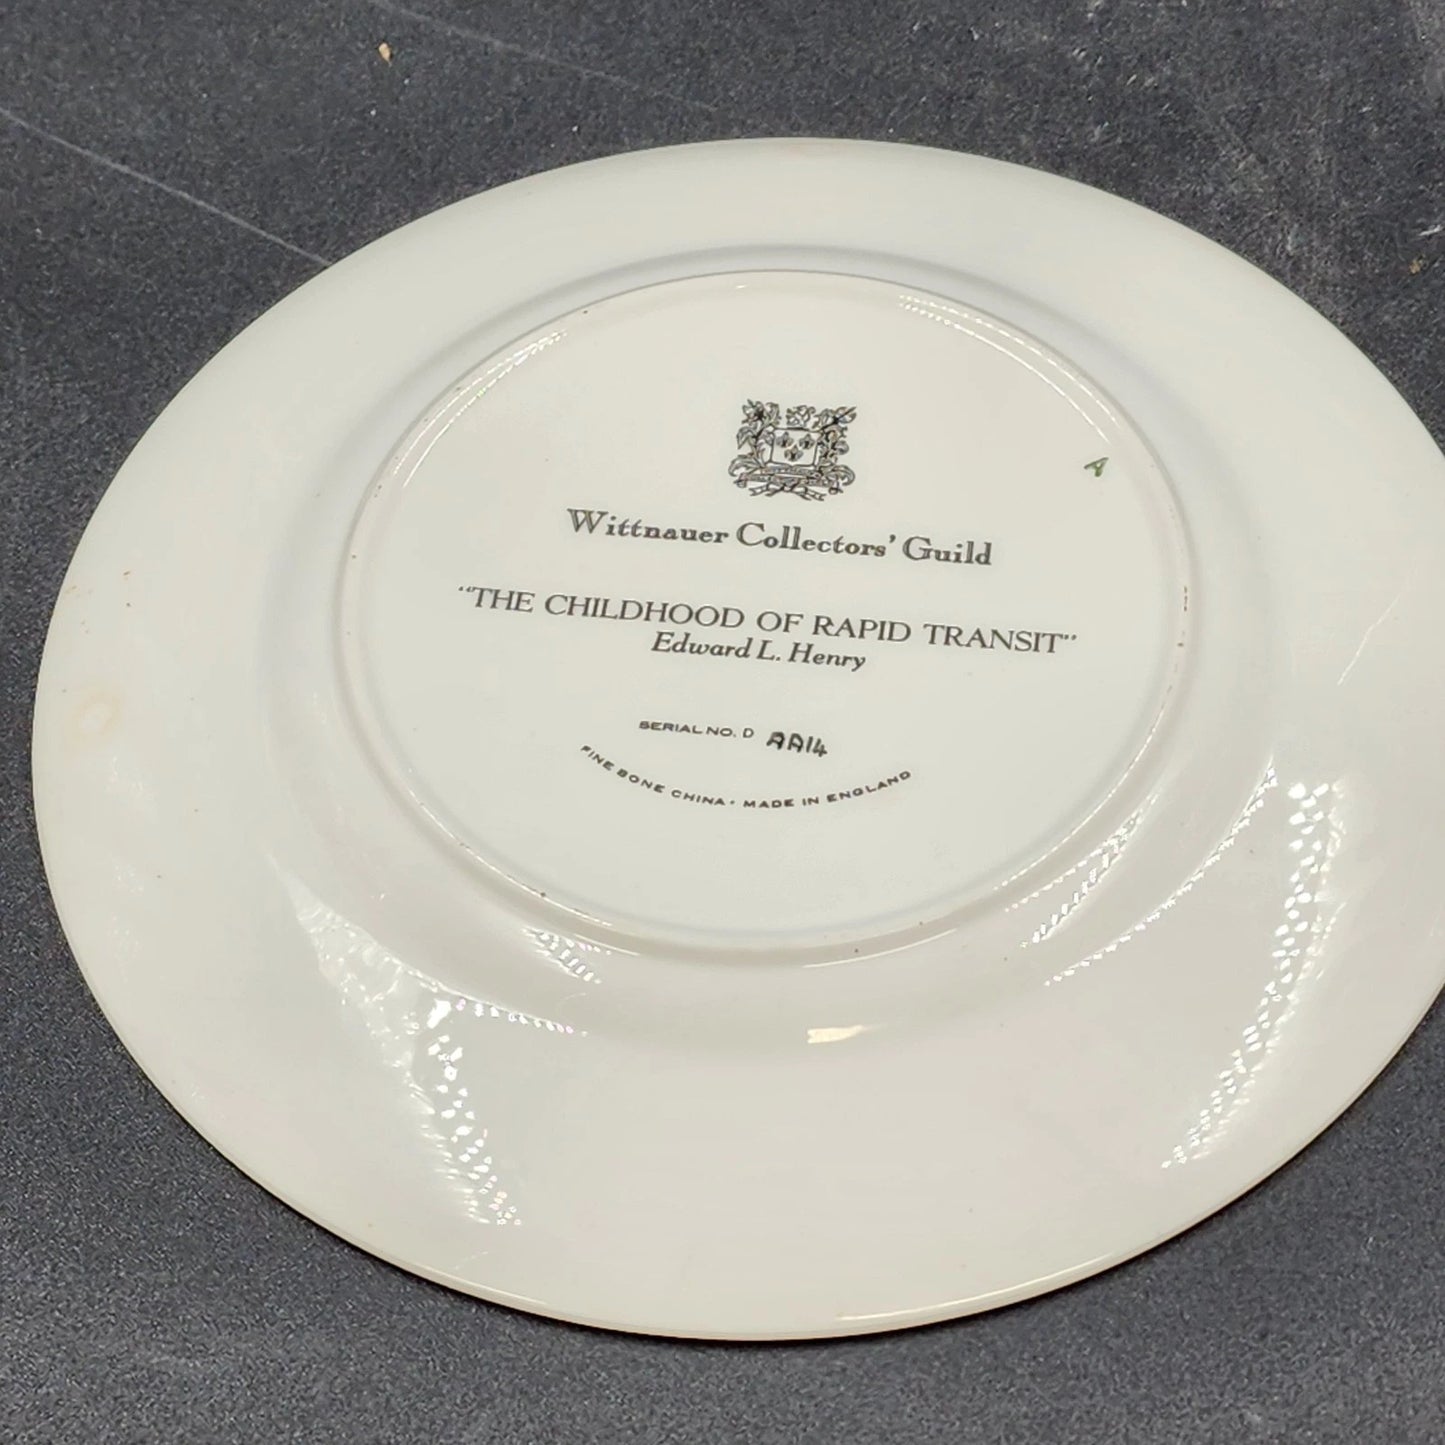 Wittnauer Collectors' Guild
"THE CHILDHOOD OF RAPID TRANSIT"
Edward L. Henry
A
SERIAL NO. D AA14
FINE BONE CHINA · MADE IN ENGLAND